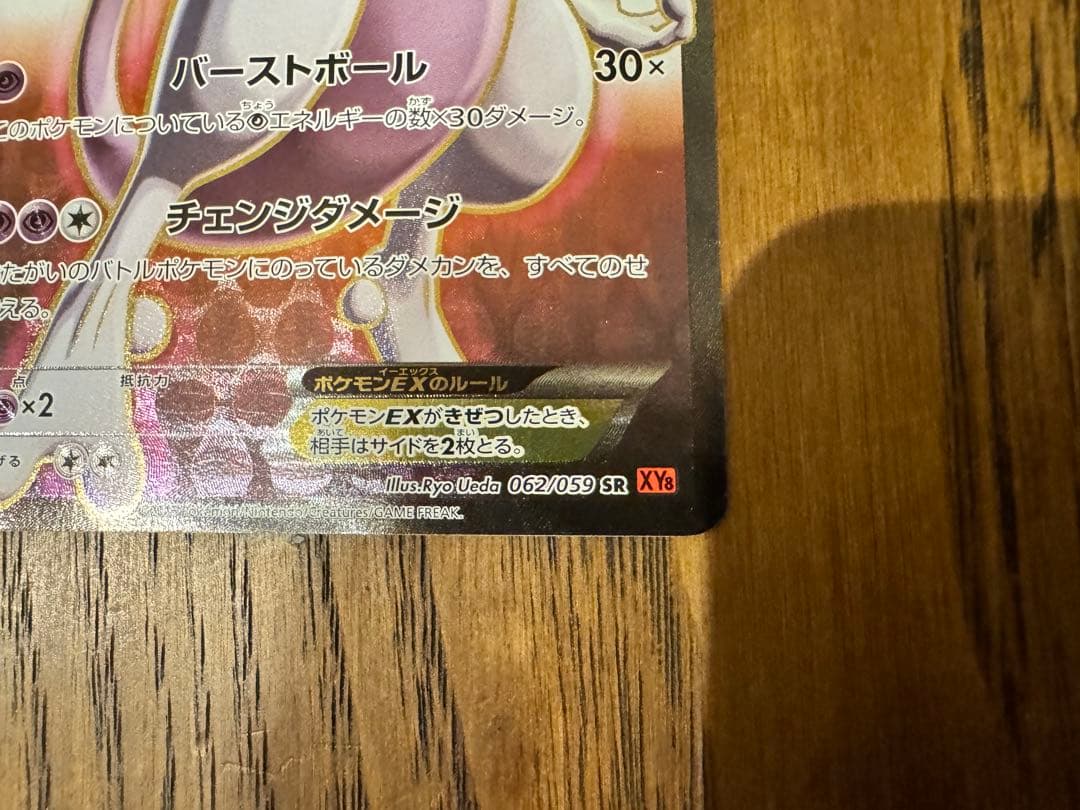 バーストボール 30×
このポケモンについているエネルギーの数×30ダメージ。
チェンジダメージ
たがいのバトルポケモンにのっているダメカンを、すべてのせ
える。
点 抵抗力
×2
げる
ポケモンEXのルール
ポケモンEXがきぜつしたとき、
相手はサイドを2枚とる。
Illus.Ryo Ueda 062/059 SR XY8
Pokémon/Nintendo/Creatures/GAME FREAK.